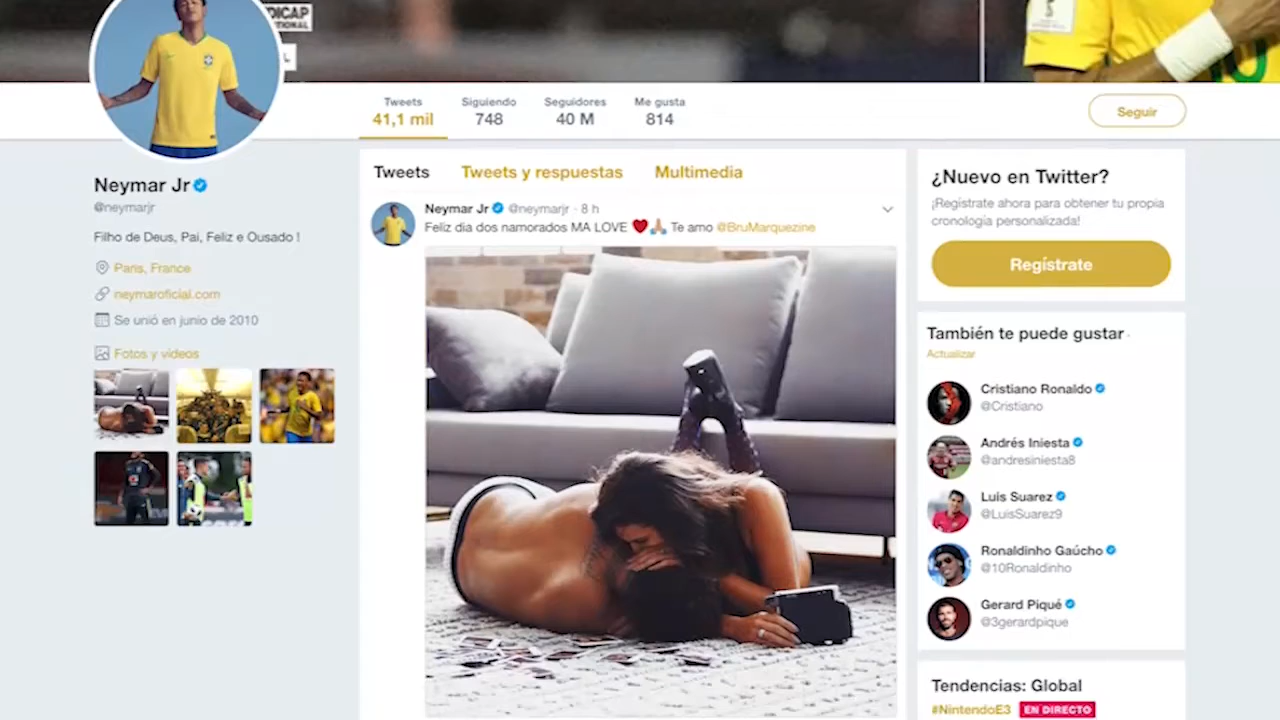 DICAP
TIONAL
L
10
Tweets
41,1 mil
Siguiendo
748
Seguidores
40 M
Me gusta
814
Seguir
Neymar Jr
@neymarjr
Filho de Deus, Pai, Feliz e Ousado !
Paris, France
neymaroficial.com
Se unió en junio de 2010
Fotos y vídeos
Tweets
Tweets y respuestas
Multimedia
Neymar Jr @neymarjr · 8 h
Feliz dia dos namorados MA LOVE ❤️🙏🏼 Te amo @BruMarquezine
¿Nuevo en Twitter?
¡Regístrate ahora para obtener tu propia
cronología personalizada!
Regístrate
También te puede gustar ·
Actualizar
Cristiano Ronaldo
@Cristiano
Andrés Iniesta
@andresiniesta8
Luis Suarez
@LuisSuarez9
Ronaldinho Gaúcho
@10Ronaldinho
Gerard Piqué
@3gerardpique
Tendencias: Global
#NintendoE3 EN DIRECTO